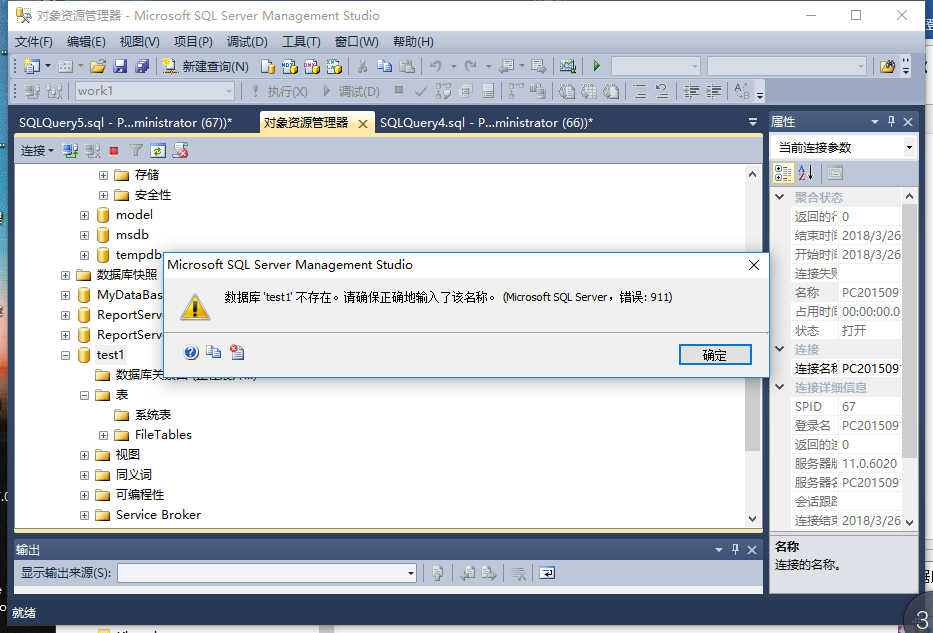 对象资源管理器 - Microsoft SQL Server Management Studio
文件(F) 编辑(E) 视图(V) 项目(P) 调试(D) 工具(T) 窗口(W) 帮助(H)
新建查询(N)
work1 执行(X) 调试(D)
SQLQuery5.sql - P...ministrator (67))* 对象资源管理器 SQLQuery4.sql - P...ministrator (66))*
连接
存储
安全性
model
msdb
tempdb
数据库快照
MyDataBas
ReportServ
ReportServ
test1
数据库关
表
系统表
FileTables
视图
同义词
可编程性
Service Broker
Microsoft SQL Server Management Studio
数据库 'test1' 不存在。请确保正确地输入了该名称。 (Microsoft SQL Server，错误: 911)
确定
属性
当前连接参数
聚合状态
返回的行 0
结束时间 2018/3/26
开始时间 2018/3/26
连接失败
名称 PC201509
占用时间 00:00:00.0
状态 打开
连接
连接名称 PC201509
连接详细信息
SPID 67
登录名 PC201509
返回的连 0
服务器版 11.0.6020
服务器名 PC201509
会话跟踪
连接结束 2018/3/26
名称
连接的名称。
输出
显示输出来源(S):
就绪
3